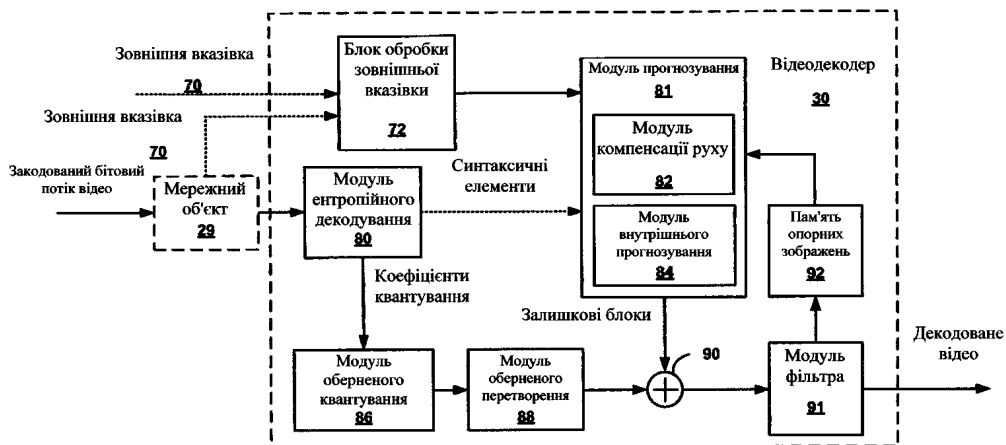 Зовнішня вказівка
70
Зовнішня вказівка
70
Закодований бітовий
потік відео
Мережний
об'єкт
29
Блок обробки
зовнішньої
вказівки
72
Модуль
ентропійного
декодування
80
Синтаксичні
елементи
Коефіцієнти
квантування
Модуль прогнозування
81
Модуль
компенсації руху
82
Модуль
внутрішнього
прогнозування
84
Відеодекодер
30
Пам'ять
опорних
зображень
92
Залишкові блоки
90
Модуль
оберненого
квантування
86
Модуль
оберненого
перетворення
88
Модуль
фільтра
91
Декодоване
відео